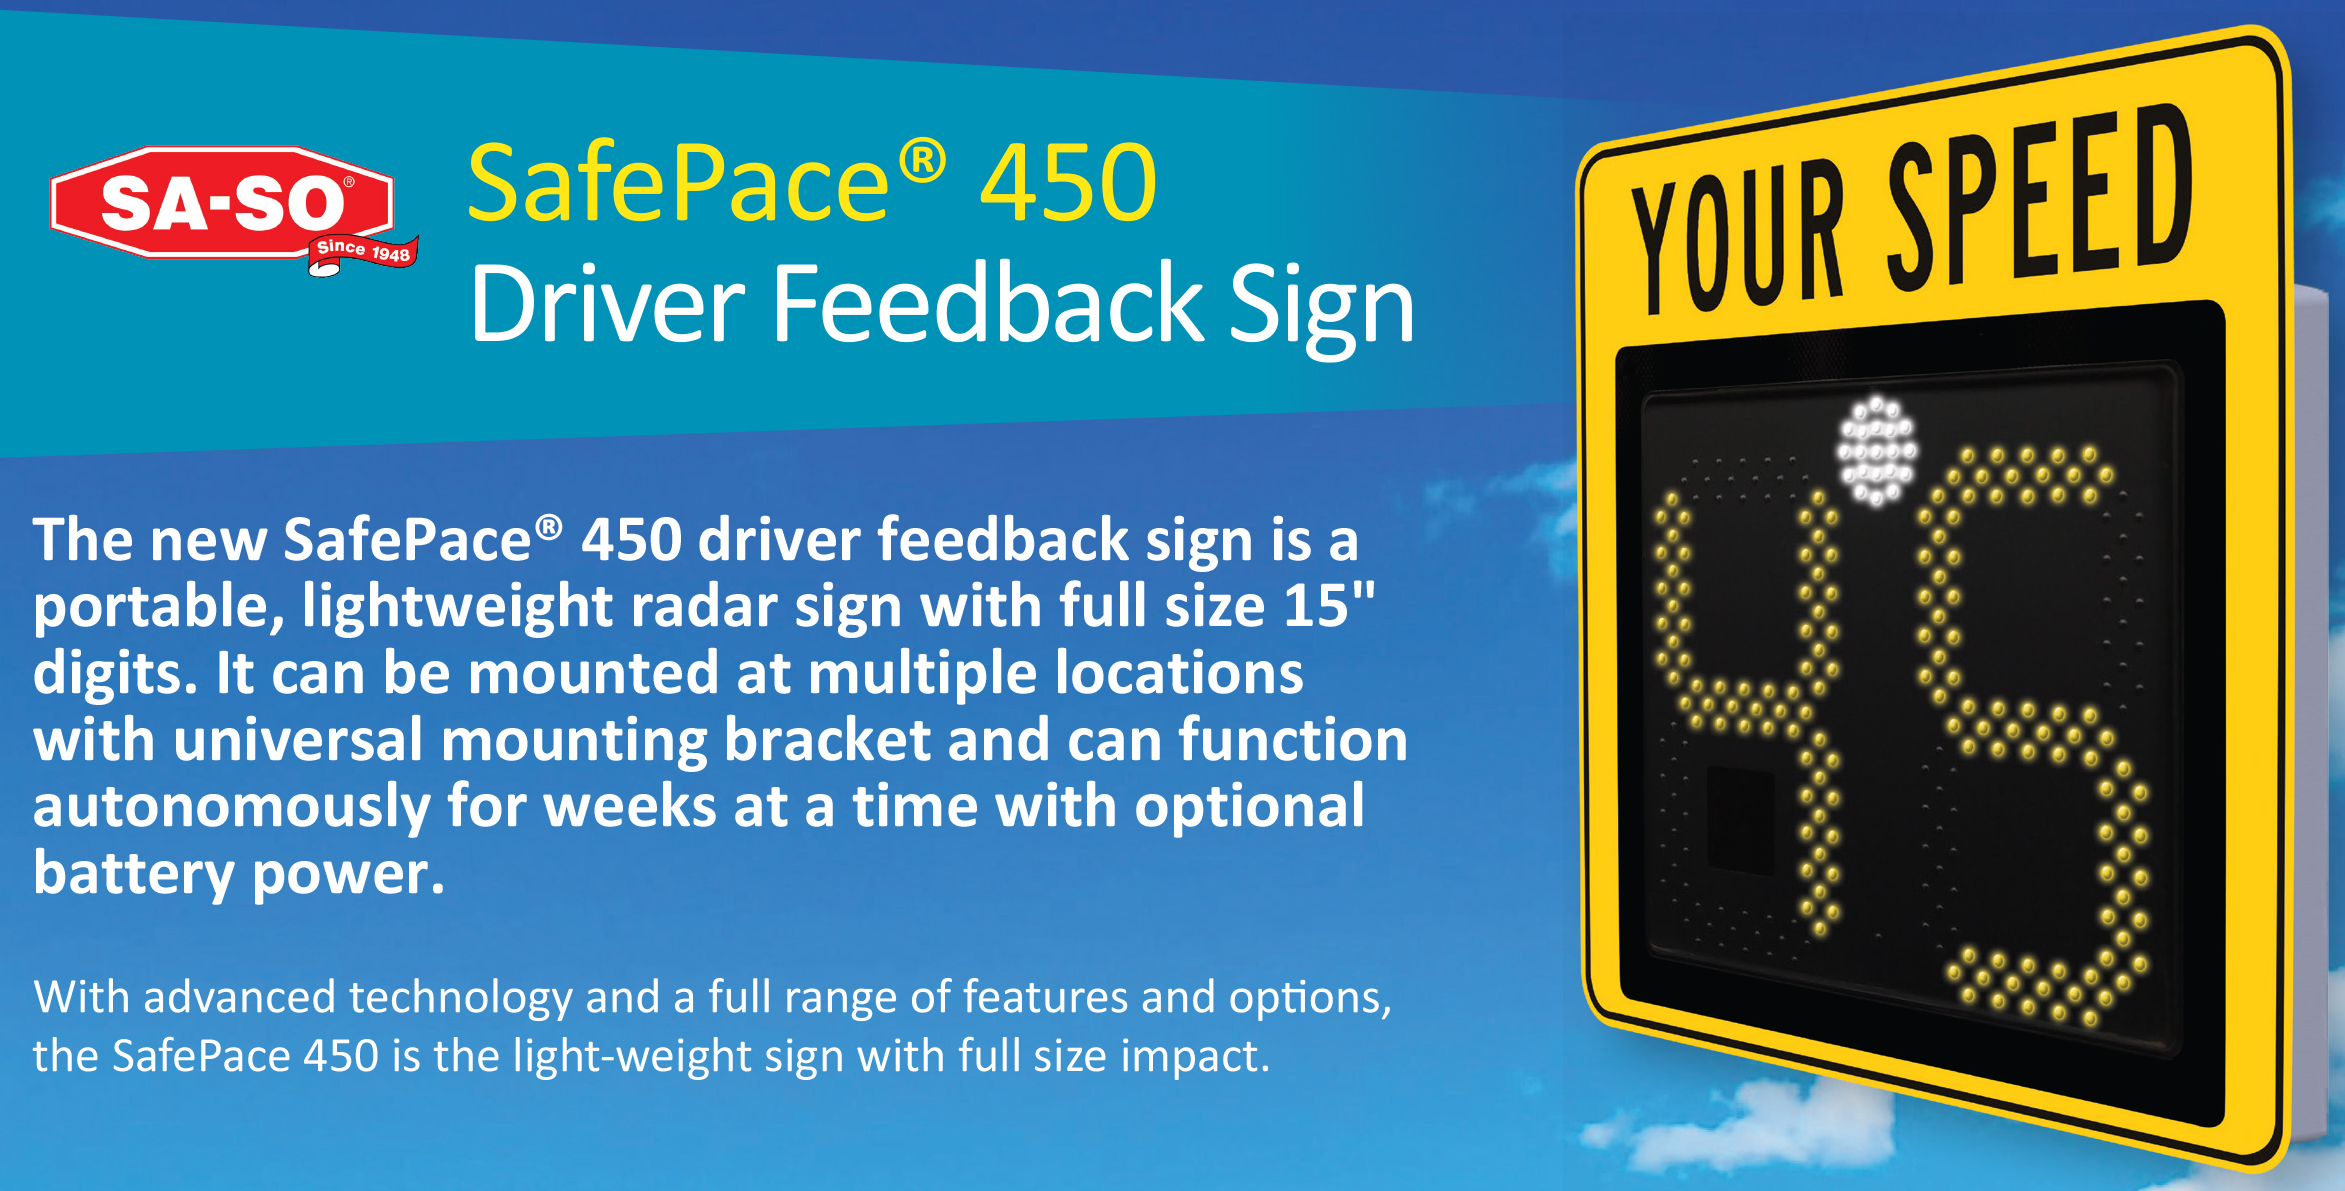 SA-SO®
Since 1948
SafePace® 450
Driver Feedback Sign
The new SafePace® 450 driver feedback sign is a
portable, lightweight radar sign with full size 15"
digits. It can be mounted at multiple locations
with universal mounting bracket and can function
autonomously for weeks at a time with optional
battery power.
With advanced technology and a full range of features and options,
the SafePace 450 is the light-weight sign with full size impact.
YOUR SPEED
45